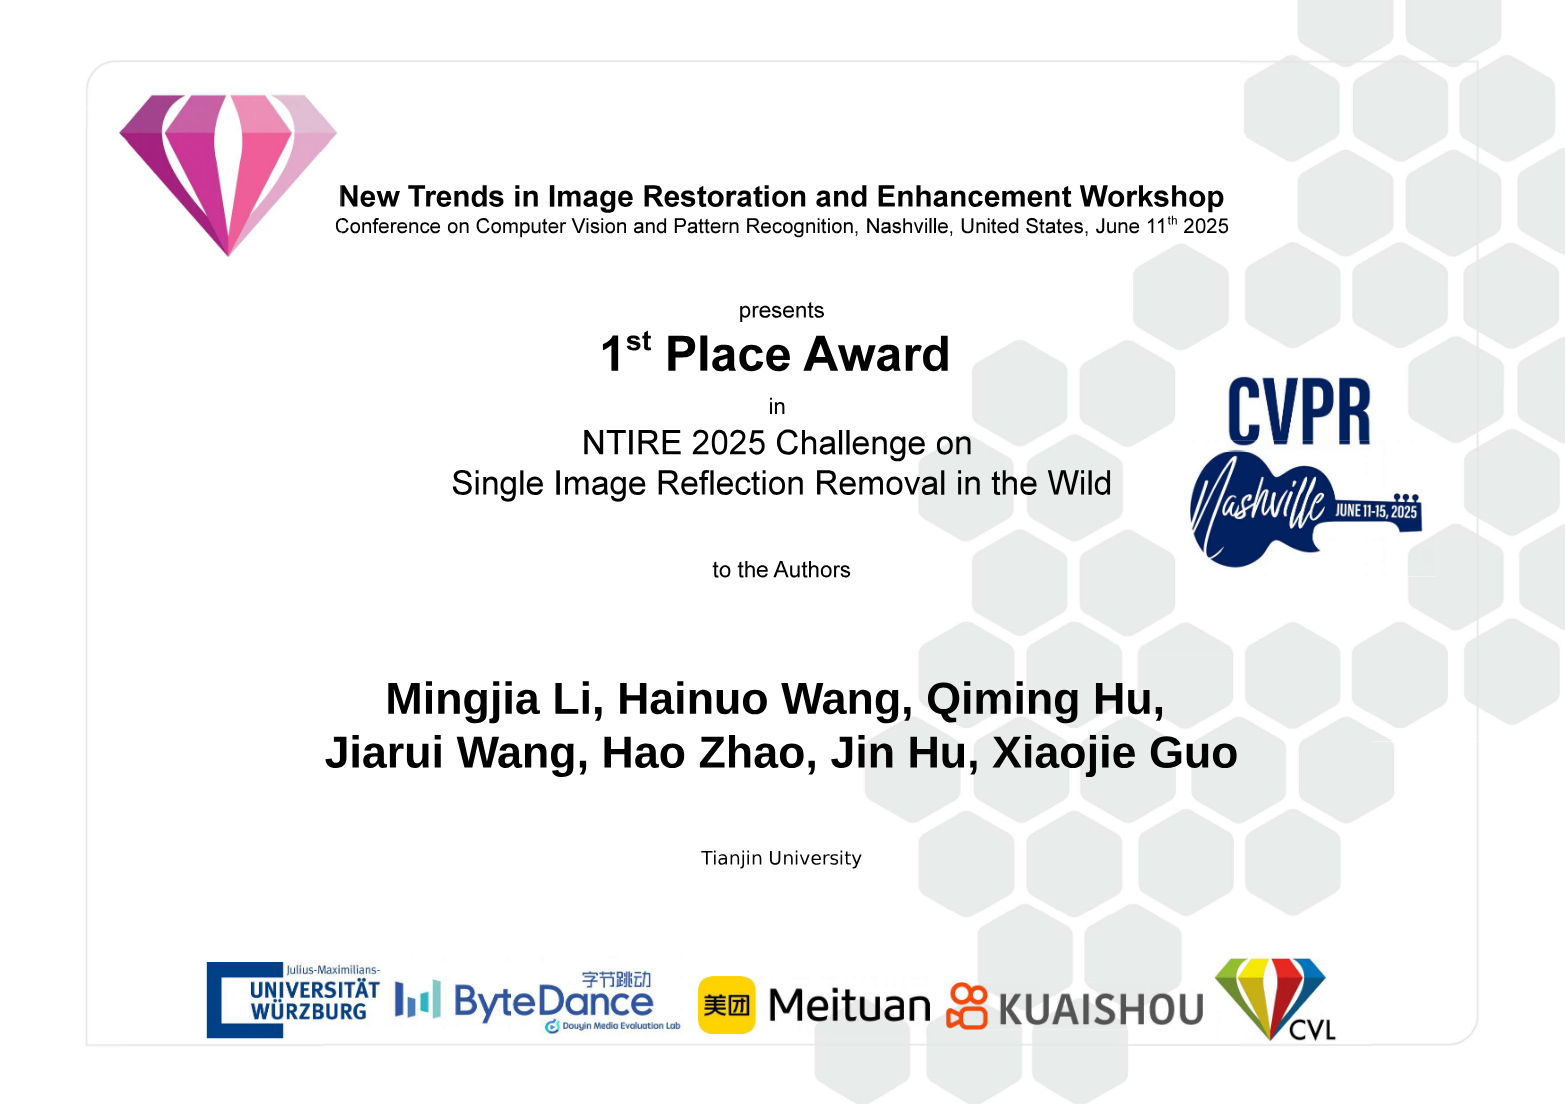 New Trends in Image Restoration and Enhancement Workshop
Conference on Computer Vision and Pattern Recognition, Nashville, United States, June 11th 2025
presents
1st Place Award
in
NTIRE 2025 Challenge on
Single Image Reflection Removal in the Wild
CVPR
Nashville
JUNE 11-15, 2025
to the Authors
Mingjia Li, Hainuo Wang, Qiming Hu,
Jiarui Wang, Hao Zhao, Jin Hu, Xiaojie Guo
Tianjin University
Julius-Maximilians-
UNIVERSITÄT
WÜRZBURG
字节跳动
ByteDance
Douyin Media Evaluation Lab
美团
Meituan
KUAISHOU
CVL